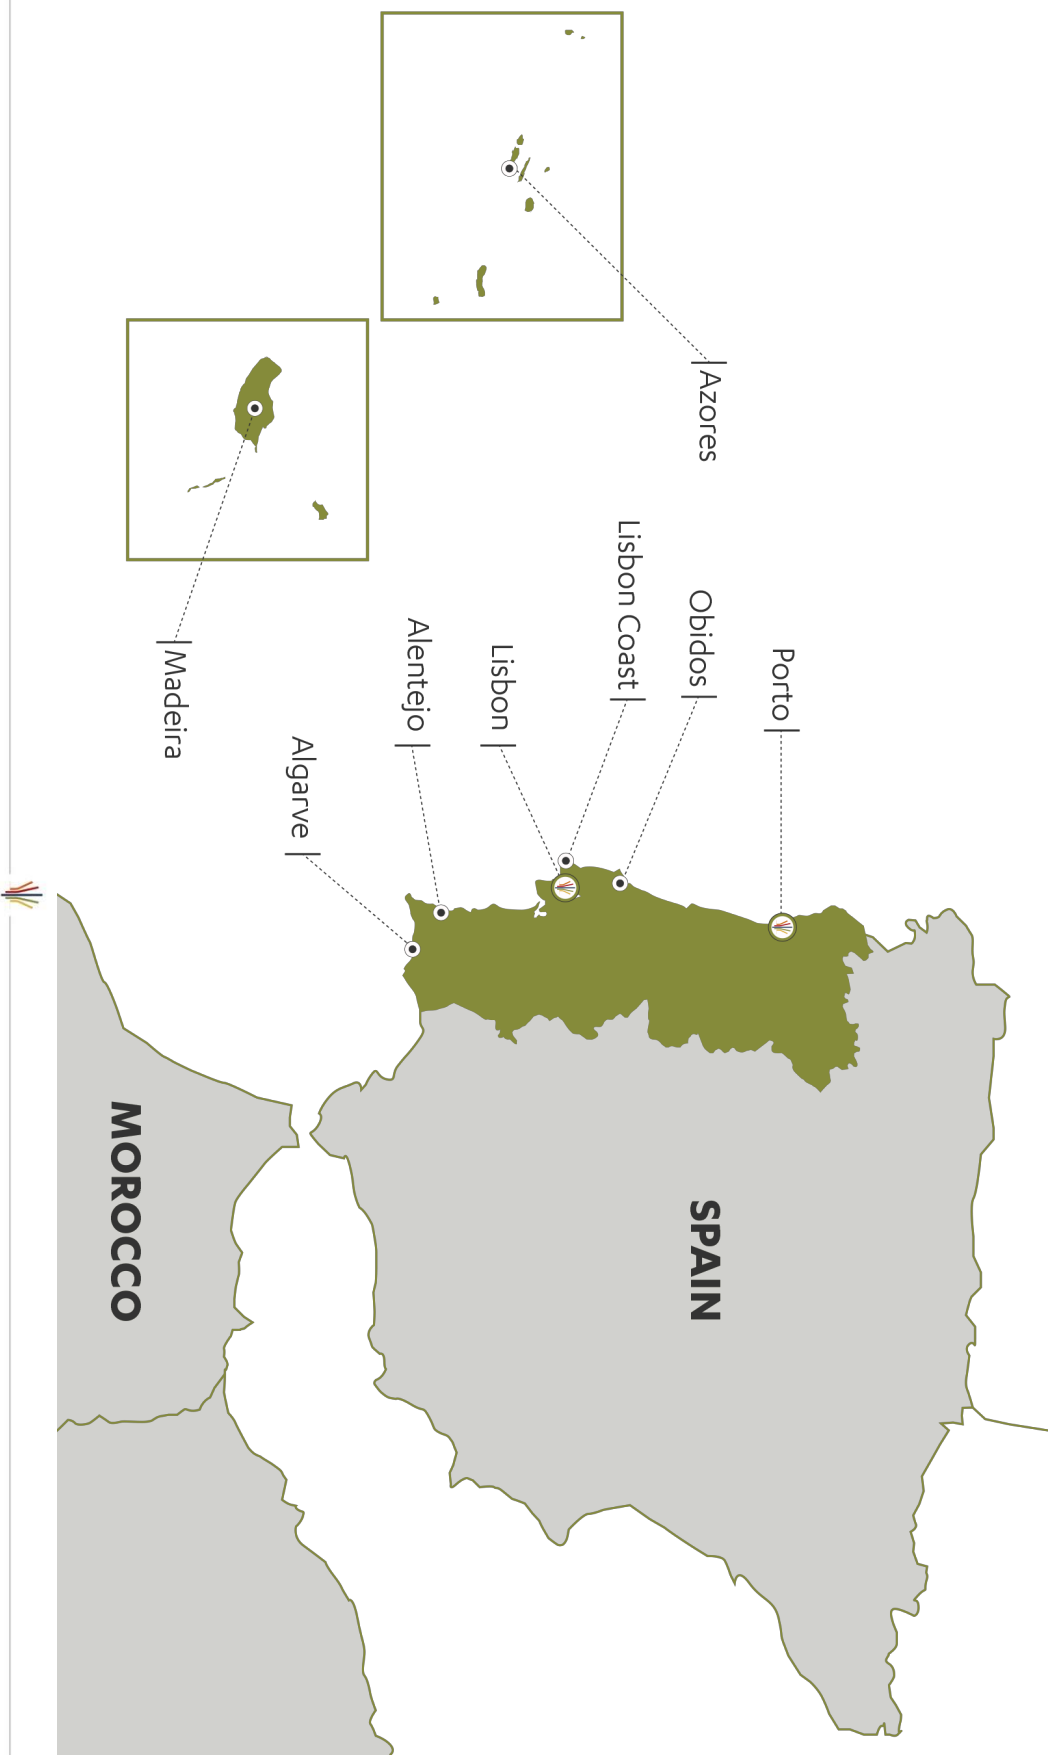 Porto
Obidos
Azores
Lisbon Coast
SPAIN
Lisbon
Alentejo
Algarve
Madeira
MOROCCO